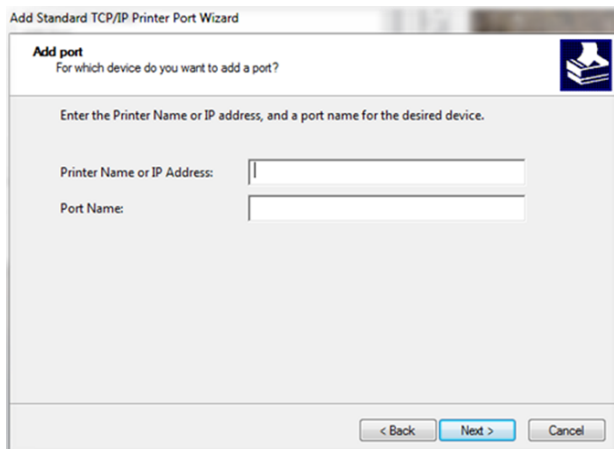 Add Standard TCP/IP Printer Port Wizard
Add port
For which device do you want to add a port?
Enter the Printer Name or IP address, and a port name for the desired device.
Printer Name or IP Address:
Port Name:
< Back Next > Cancel